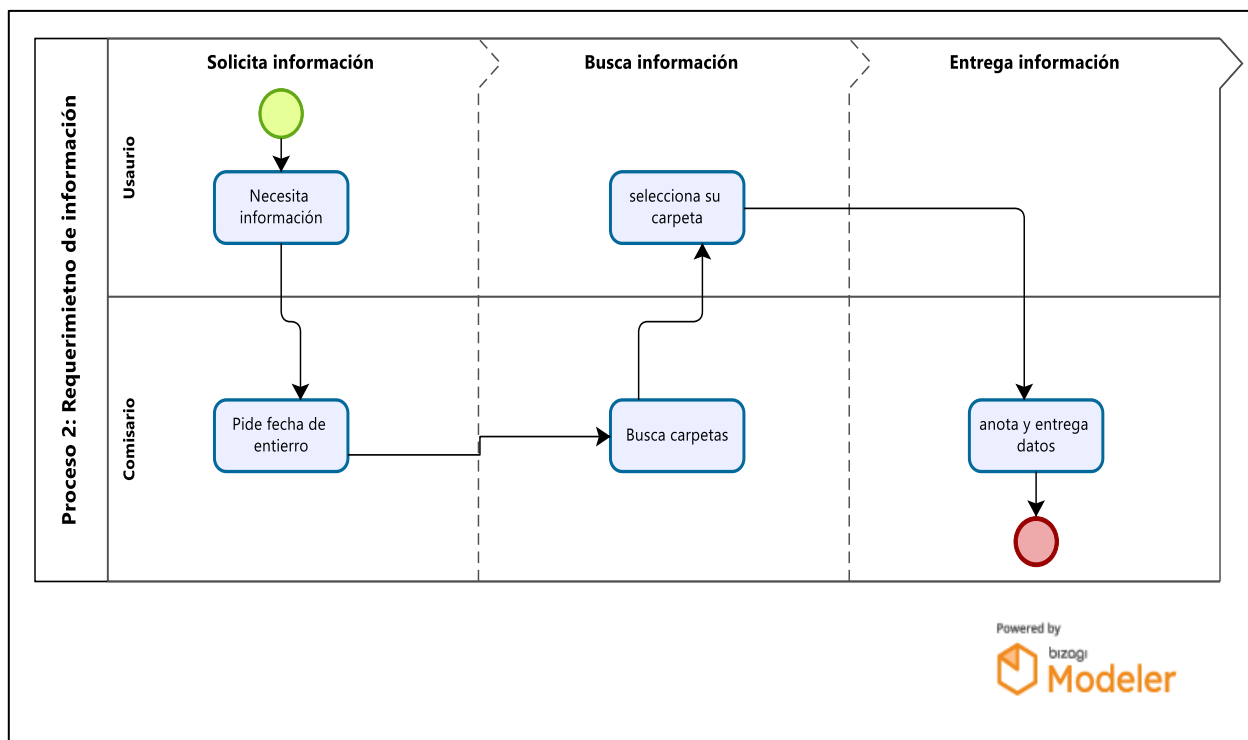 Proceso 2: Requerimietno de información
Solicita información
Busca información
Entrega información
Usaurio
Necesita
información
selecciona su
carpeta
Comisario
Pide fecha de
entierro
Busca carpetas
anota y entrega
datos
Powered by
bizagi
Modeler